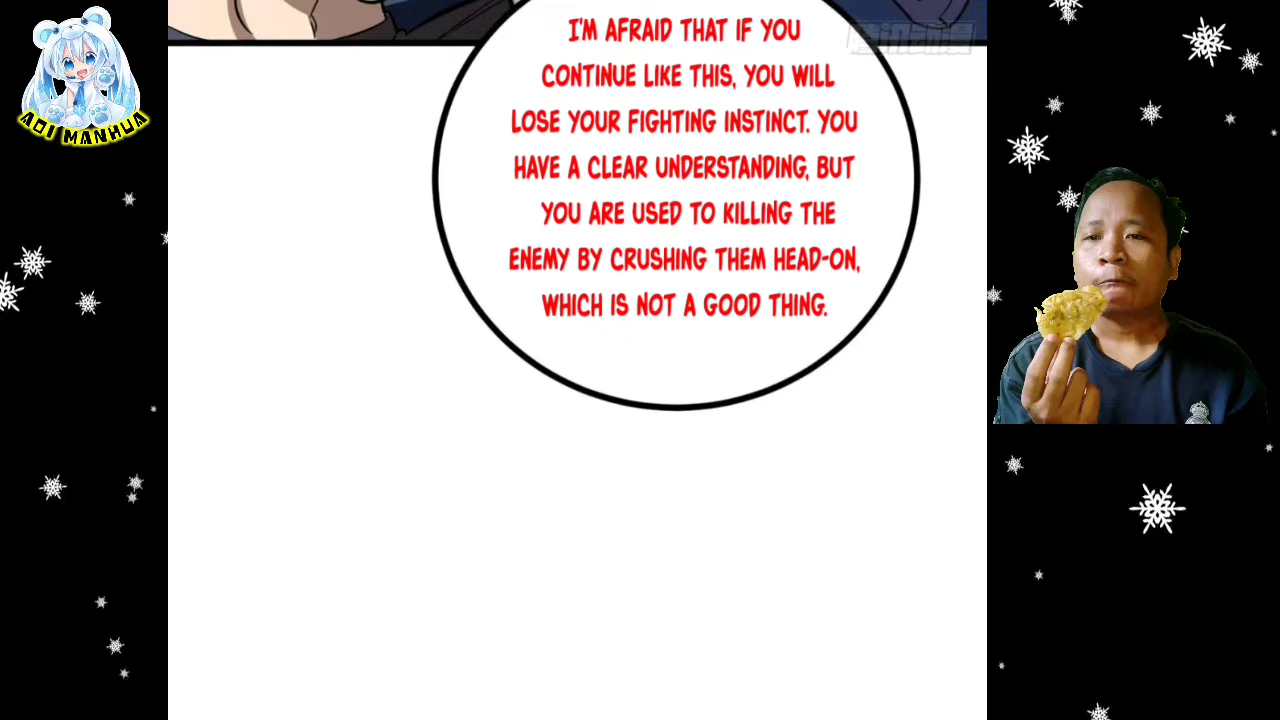 I'M AFRAID THAT IF YOU
CONTINUE LIKE THIS, YOU WILL
LOSE YOUR FIGHTING INSTINCT. YOU
HAVE A CLEAR UNDERSTANDING, BUT
YOU ARE USED TO KILLING THE
ENEMY BY CRUSHING THEM HEAD-ON,
WHICH IS NOT A GOOD THING.
AOI MANHUA